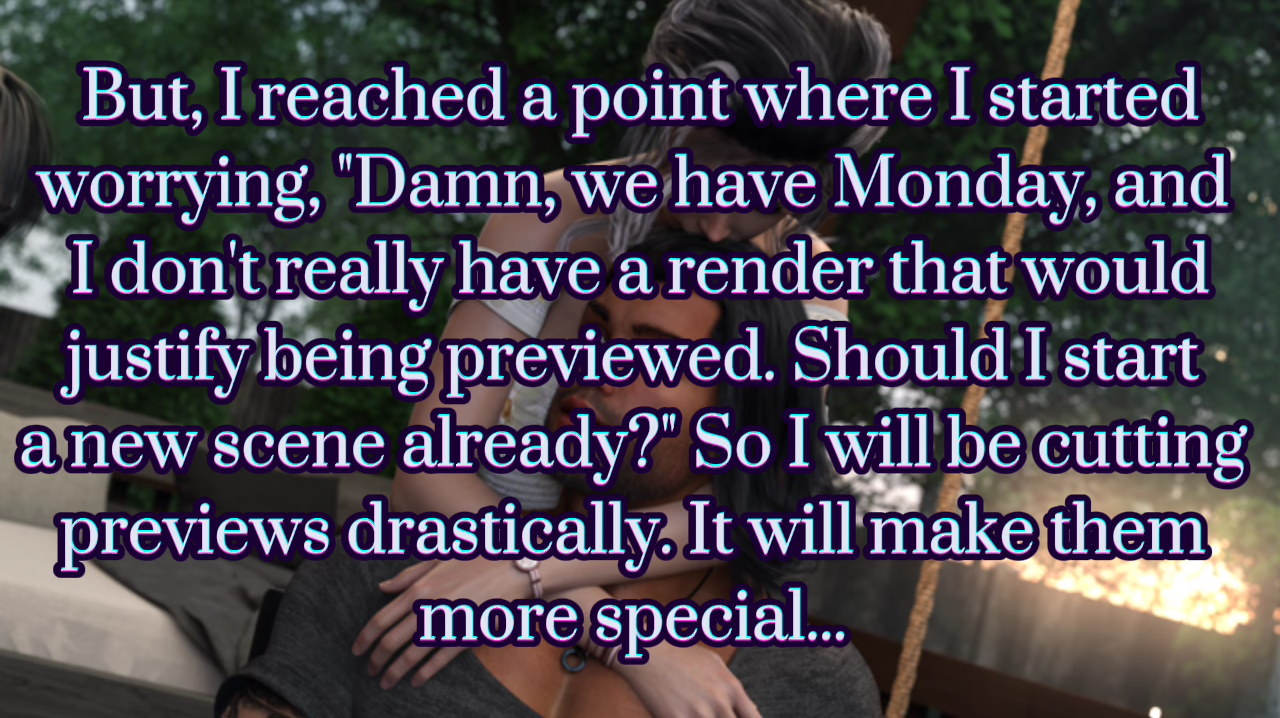 But, I reached a point where I started
worrying, "Damn, we have Monday, and
I don't really have a render that would
justify being previewed. Should I start
a new scene already?" So I will be cutting
previews drastically. It will make them
more special...